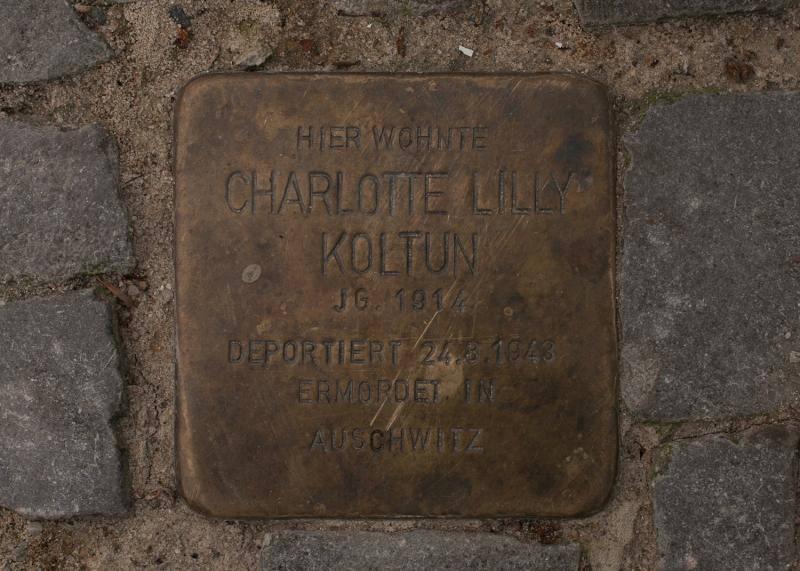 HIER WOHNTE
CHARLOTTE LILLY
KOLTUN
JG. 1914
DEPORTIERT 24.8.1943
ERMORDET IN
AUSCHWITZ